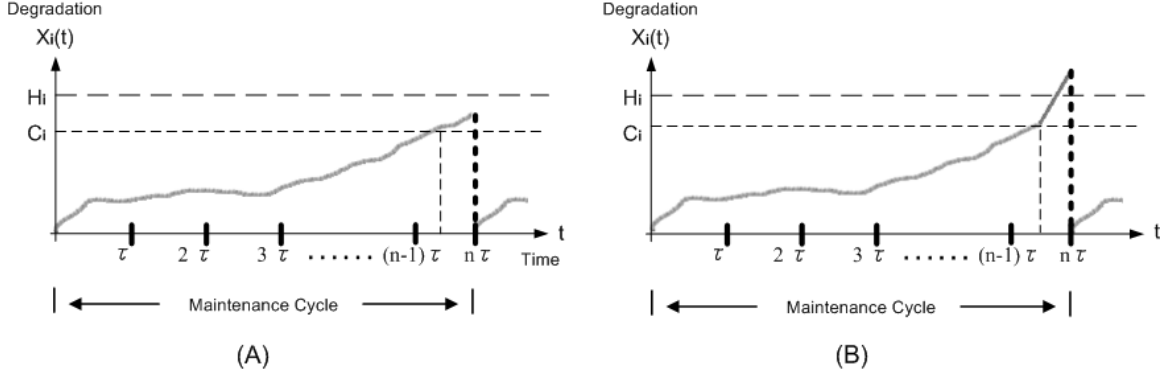 Degradation
Xi(t)
Hi
Ci
τ 2 τ 3 τ ...... (n-1) τ n τ
t
Time
Maintenance Cycle
(A)
Degradation
Xi(t)
Hi
Ci
τ 2 τ 3 τ ...... (n-1) τ n τ
t
Time
Maintenance Cycle
(B)